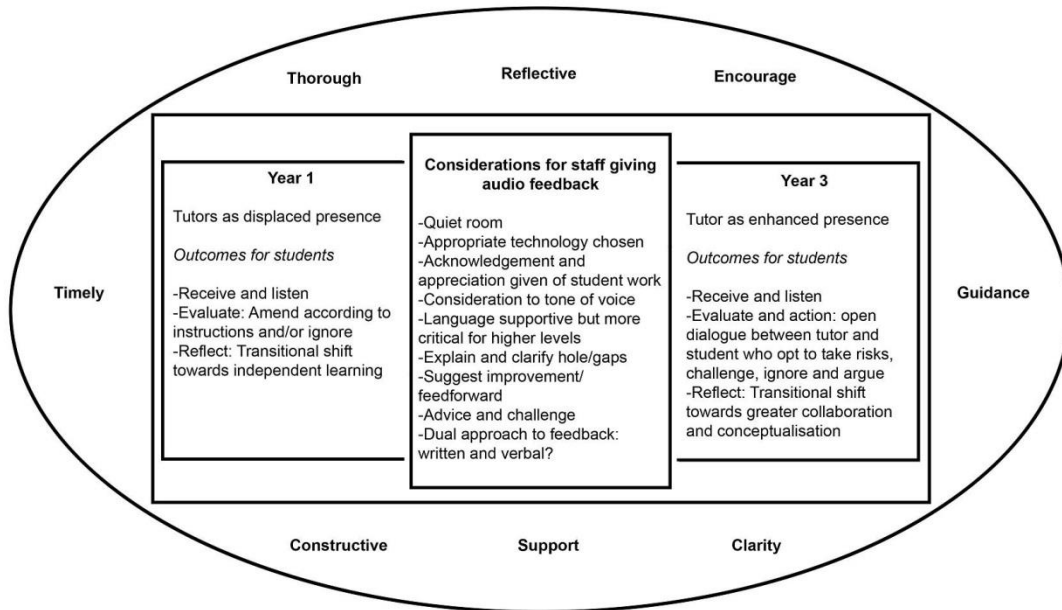 Thorough
Reflective
Encourage
Timely
Year 1
Tutors as displaced presence
Outcomes for students
-Receive and listen
-Evaluate: Amend according to
instructions and/or ignore
-Reflect: Transitional shift
towards independent learning
Considerations for staff giving
audio feedback
-Quiet room
-Appropriate technology chosen
-Acknowledgement and
appreciation given of student work
-Consideration to tone of voice
-Language supportive but more
critical for higher levels
-Explain and clarify hole/gaps
-Suggest improvement/
feedforward
-Advice and challenge
-Dual approach to feedback:
written and verbal?
Year 3
Tutor as enhanced presence
Outcomes for students
-Receive and listen
-Evaluate and action: open
dialogue between tutor and
student who opt to take risks,
challenge, ignore and argue
-Reflect: Transitional shift
towards greater collaboration
and conceptualisation
Guidance
Constructive
Support
Clarity